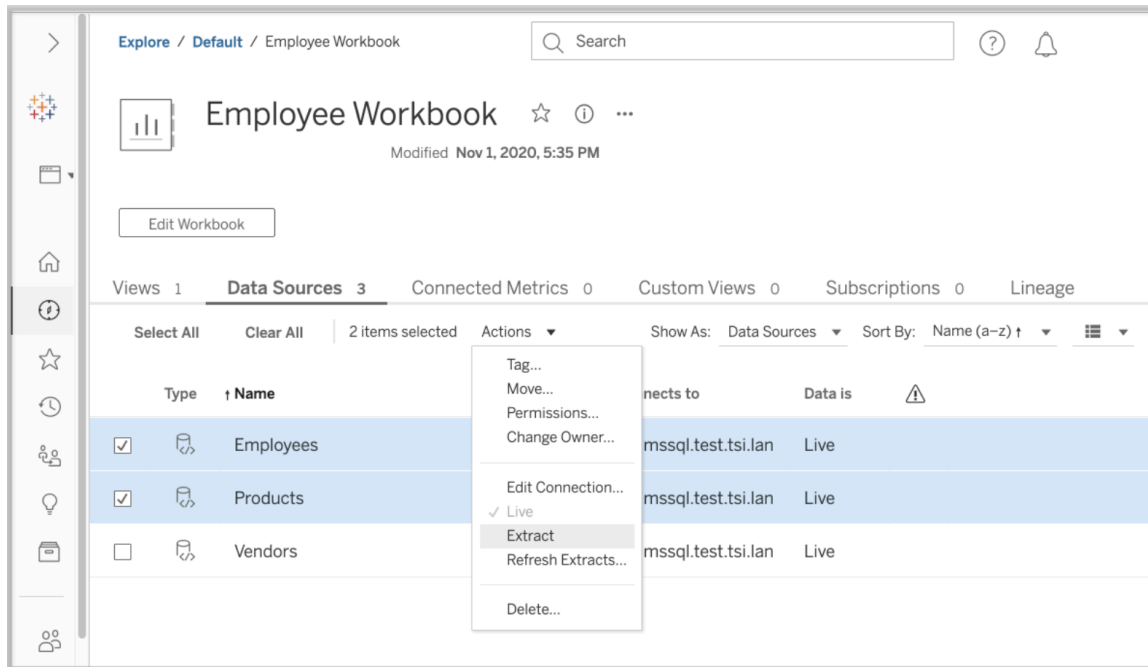 Explore / Default / Employee Workbook
Search
Employee Workbook
Modified Nov 1, 2020, 5:35 PM
Edit Workbook
Views 1 Data Sources 3 Connected Metrics 0 Custom Views 0 Subscriptions 0 Lineage
Select All Clear All 2 items selected Actions ▼ Show As: Data Sources ▼ Sort By: Name (a–z) ↑ ▼
Type ↑ Name nects to Data is
Employees mssql.test.tsi.lan Live
Products mssql.test.tsi.lan Live
Vendors mssql.test.tsi.lan Live
Tag...
Move...
Permissions...
Change Owner...
Edit Connection...
✓ Live
Extract
Refresh Extracts...
Delete...